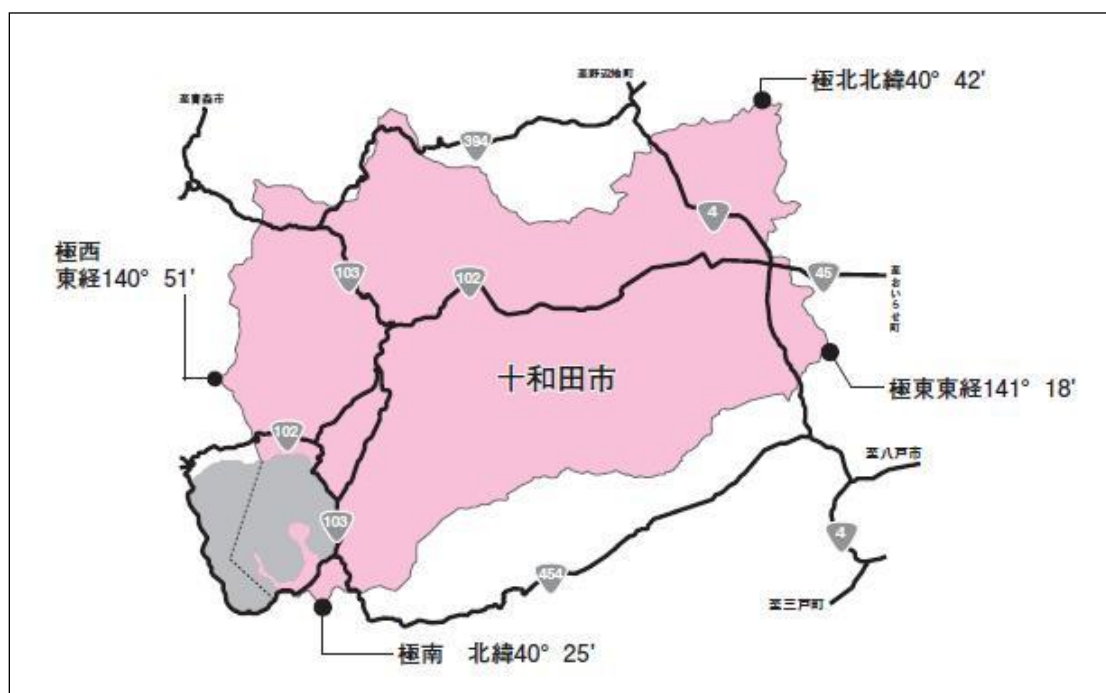 至野辺地町
極北北緯40° 42'
至青森市
394
4
極西
東経140° 51'
103
102
45
至おいらせ町
十和田市
極東東経141° 18'
102
至八戸市
103
4
454
至三戸町
極南 北緯40° 25'